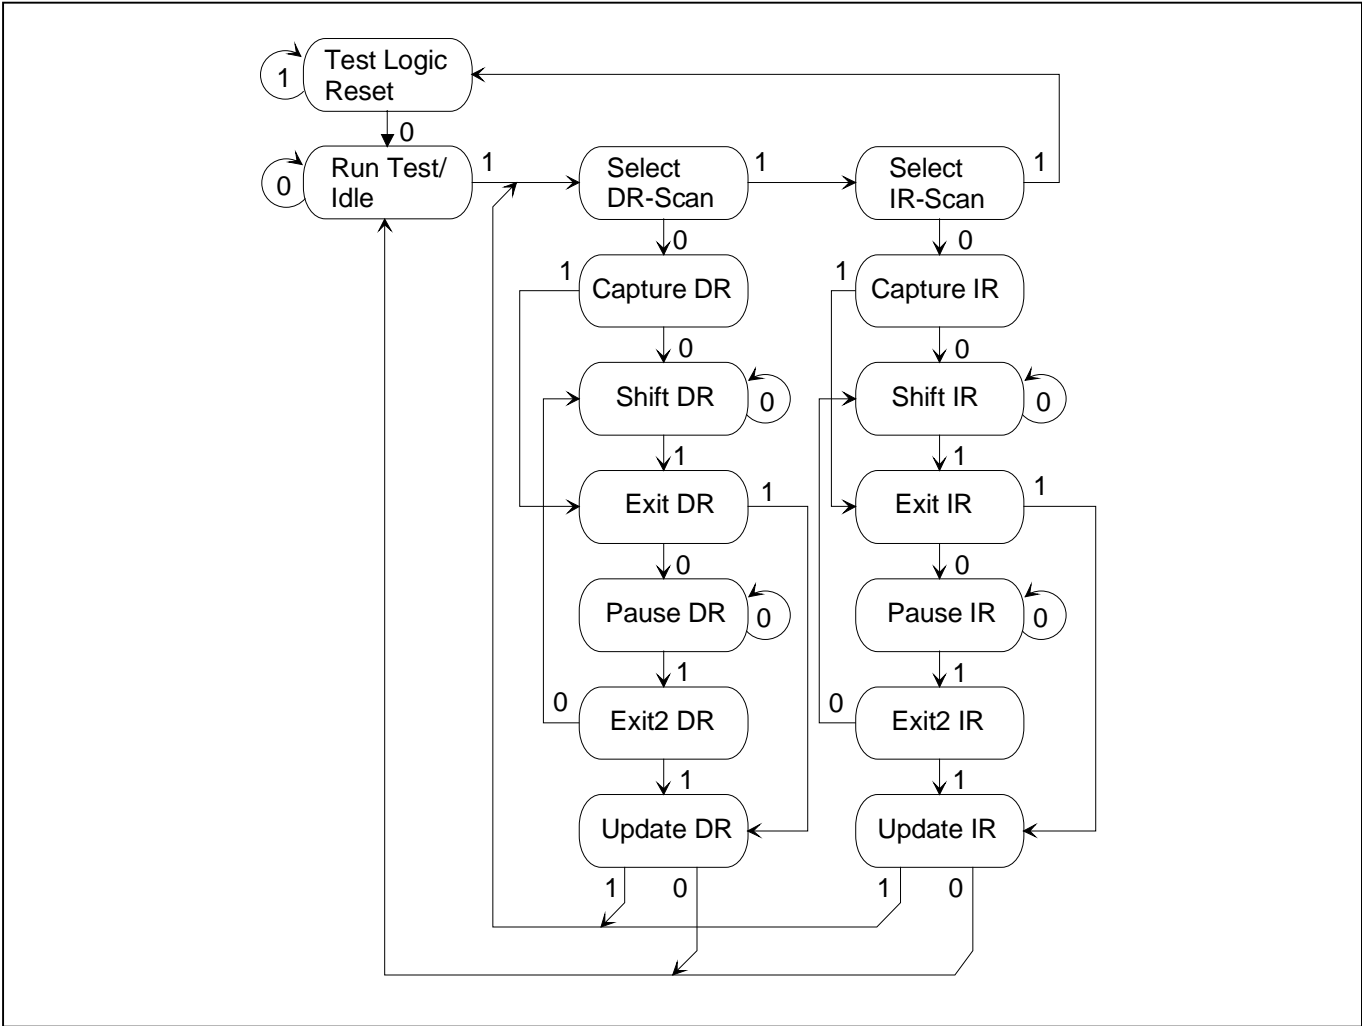 Test Logic
Reset
1
0
Run Test/
Idle
0
1
Select
DR-Scan
1
Select
IR-Scan
1
0
0
1
Capture DR
1
Capture IR
0
0
Shift DR
0
Shift IR
0
1
1
Exit DR
1
Exit IR
1
0
0
Pause DR
0
Pause IR
0
1
1
0
Exit2 DR
0
Exit2 IR
1
1
Update DR
Update IR
1
0
1
0